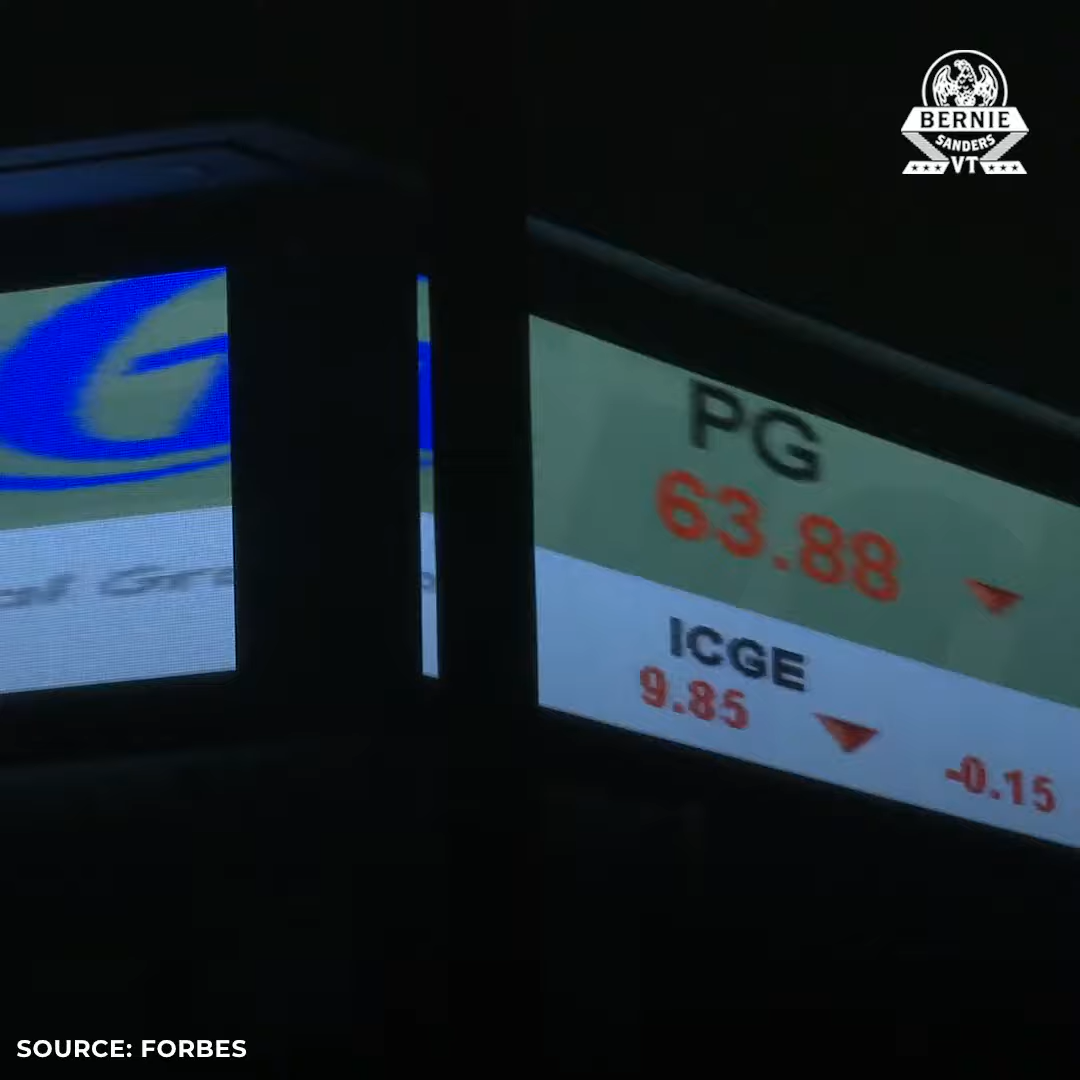 BERNIE
SANDERS
VT
PG
63.88
ICGE
9.85
-0.15
SOURCE: FORBES